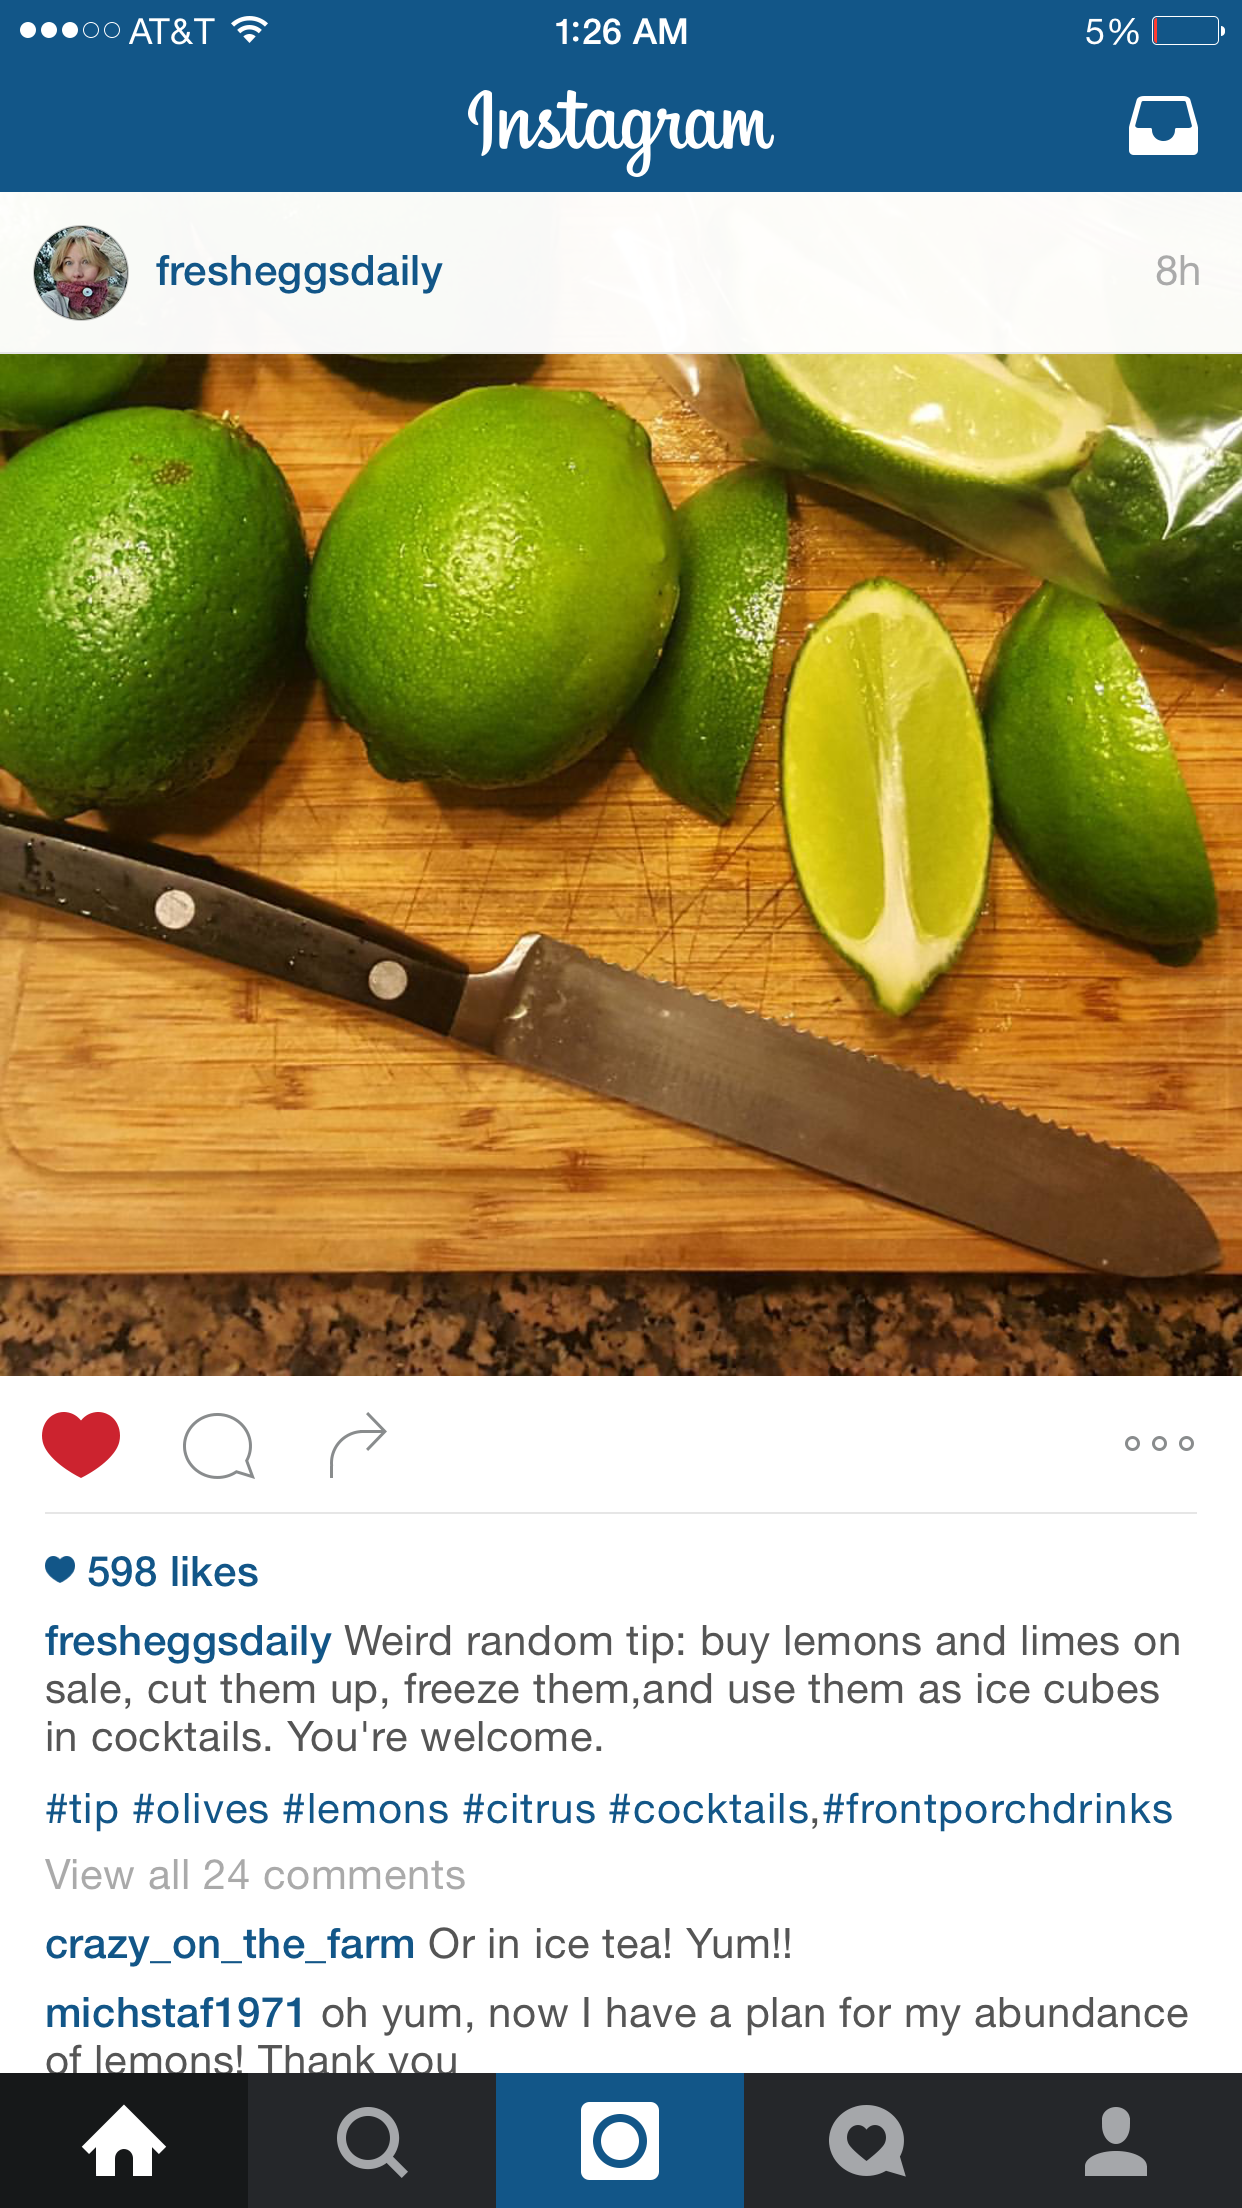 AT&T 1:26 AM 5%
Instagram
fresheggsdaily 8h
598 likes
fresheggsdaily Weird random tip: buy lemons and limes on
sale, cut them up, freeze them,and use them as ice cubes
in cocktails. You're welcome.
#tip #olives #lemons #citrus #cocktails,#frontporchdrinks
View all 24 comments
crazy_on_the_farm Or in ice tea! Yum!!
michstaf1971 oh yum, now I have a plan for my abundance
of lemons! Thank you